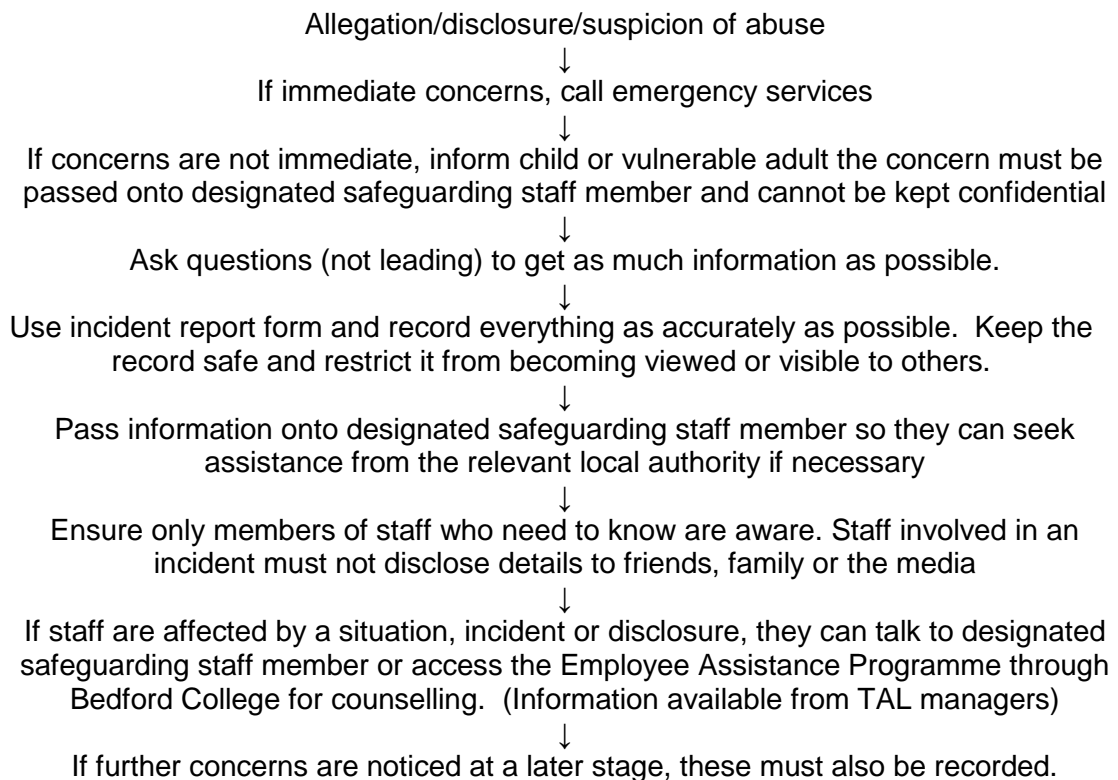 Allegation/disclosure/suspicion of abuse
↓
If immediate concerns, call emergency services
↓
If concerns are not immediate, inform child or vulnerable adult the concern must be
passed onto designated safeguarding staff member and cannot be kept confidential
↓
Ask questions (not leading) to get as much information as possible.
↓
Use incident report form and record everything as accurately as possible.  Keep the
record safe and restrict it from becoming viewed or visible to others.
↓
Pass information onto designated safeguarding staff member so they can seek
assistance from the relevant local authority if necessary
↓
Ensure only members of staff who need to know are aware. Staff involved in an
incident must not disclose details to friends, family or the media
↓
If staff are affected by a situation, incident or disclosure, they can talk to designated
safeguarding staff member or access the Employee Assistance Programme through
Bedford College for counselling.  (Information available from TAL managers)
↓
If further concerns are noticed at a later stage, these must also be recorded.